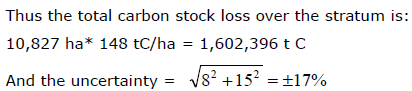 Thus the total carbon stock loss over the stratum is:
10,827 ha* 148 tC/ha = 1,602,396 t C
And the uncertainty = √8² +15² = ±17%